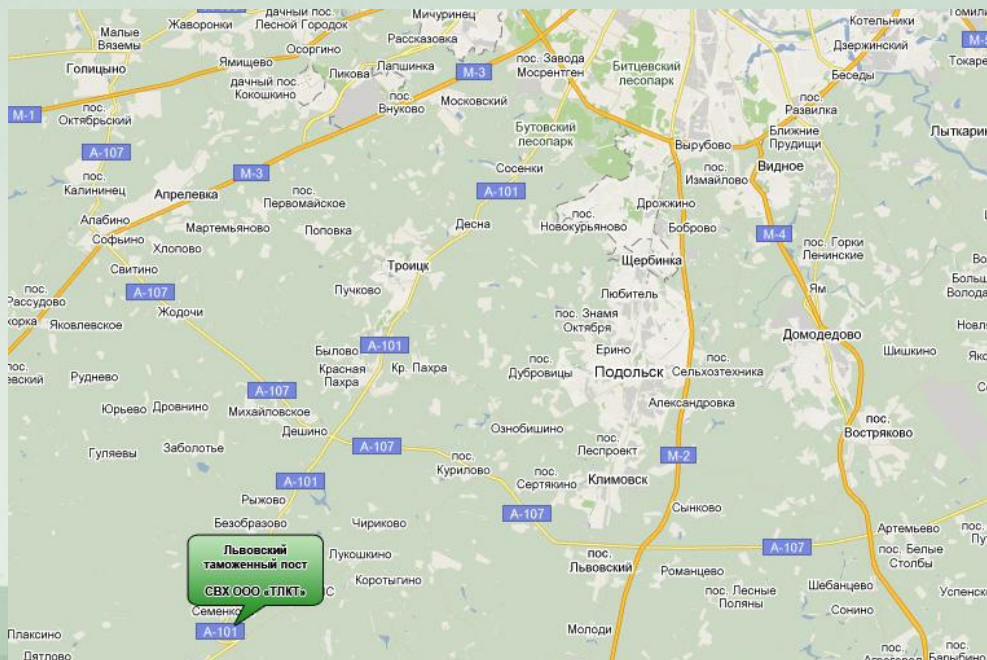 Жаворонки
дачный пос.
Лесной Городок
Мичуринец
Рассказовка
Малые
Вяземы
Осоргино
Ямищево
Лапшинка
Ликова
М-3
пос. Завода
Мосрентген
Битцевский
лесопарк
Котельники
Дзержинский
Беседы
Голицыно
дачный пос.
Кокошкино
пос.
Внуково
Московский
пос.
Октябрьский
М-1
А-107
Бутовский
лесопарк
пос.
Развилка
Ближние
Прудищи
Вырубово
Видное
пос.
Измайлово
пос.
Калининец
Апрелевка
М-3
Сосенки
А-101
пос.
Первомайское
Дрожжино
Алабино
Мартемьяново
Поповка
Десна
пос.
Новокурьяново
Боброво
М-4
Софьино
Хлопово
пос. Горки
Ленинские
Свитино
Троицк
Щербинка
А-107
Пучково
Любитель
Ям
пос.
Рассудово
Жодочи
Яковлевское
пос. Знамя
Октября
Домодедово
Шишкино
А-101
Былово
Красная
Пахра
Кр. Пахра
Ерино
пос.
Дубровицы
Подольск
пос.
Сельхозтехника
Руднево
А-107
Юрьево
Дровнино
Михайловское
Александровка
Дешино
Ознобишино
пос.
Востряково
Гуляевы
Заболотье
А-107
пос.
Леспроект
М-2
пос.
Курилово
пос.
Сертякино
Климовск
А-101
Рыжово
А-107
Сынково
Безобразово
Чириково
Артемьево
Львовский
таможенный пост
СВХ ООО «ТЛКТ»
Лукошкино
пос.
Львовский
А-107
пос. Белые
Столбы
Коротыгино
Романцево
Шебанцево
пос. Лесные
Поляны
Сонино
А-101
Молоди
Плаксино
Дятлово
Барыбино